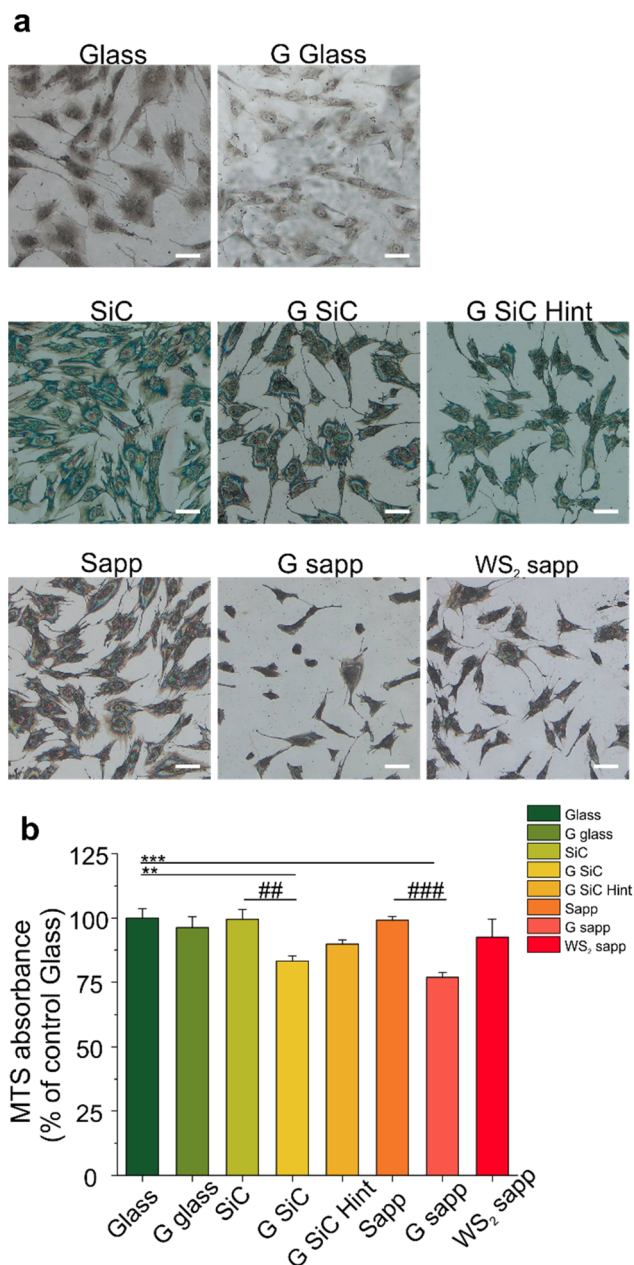 a
Glass G Glass
SiC G SiC G SiC Hint
Sapp G sapp WS₂ sapp
b
MTS absorbance
(% of control Glass)
125
100
75
50
25
0
***
**
##
###
Glass
G glass
SiC
G SiC
G SiC Hint
Sapp
G sapp
WS₂ sapp
Glass
G glass
SiC
G SiC
G SiC Hint
Sapp
G sapp
WS₂ sapp